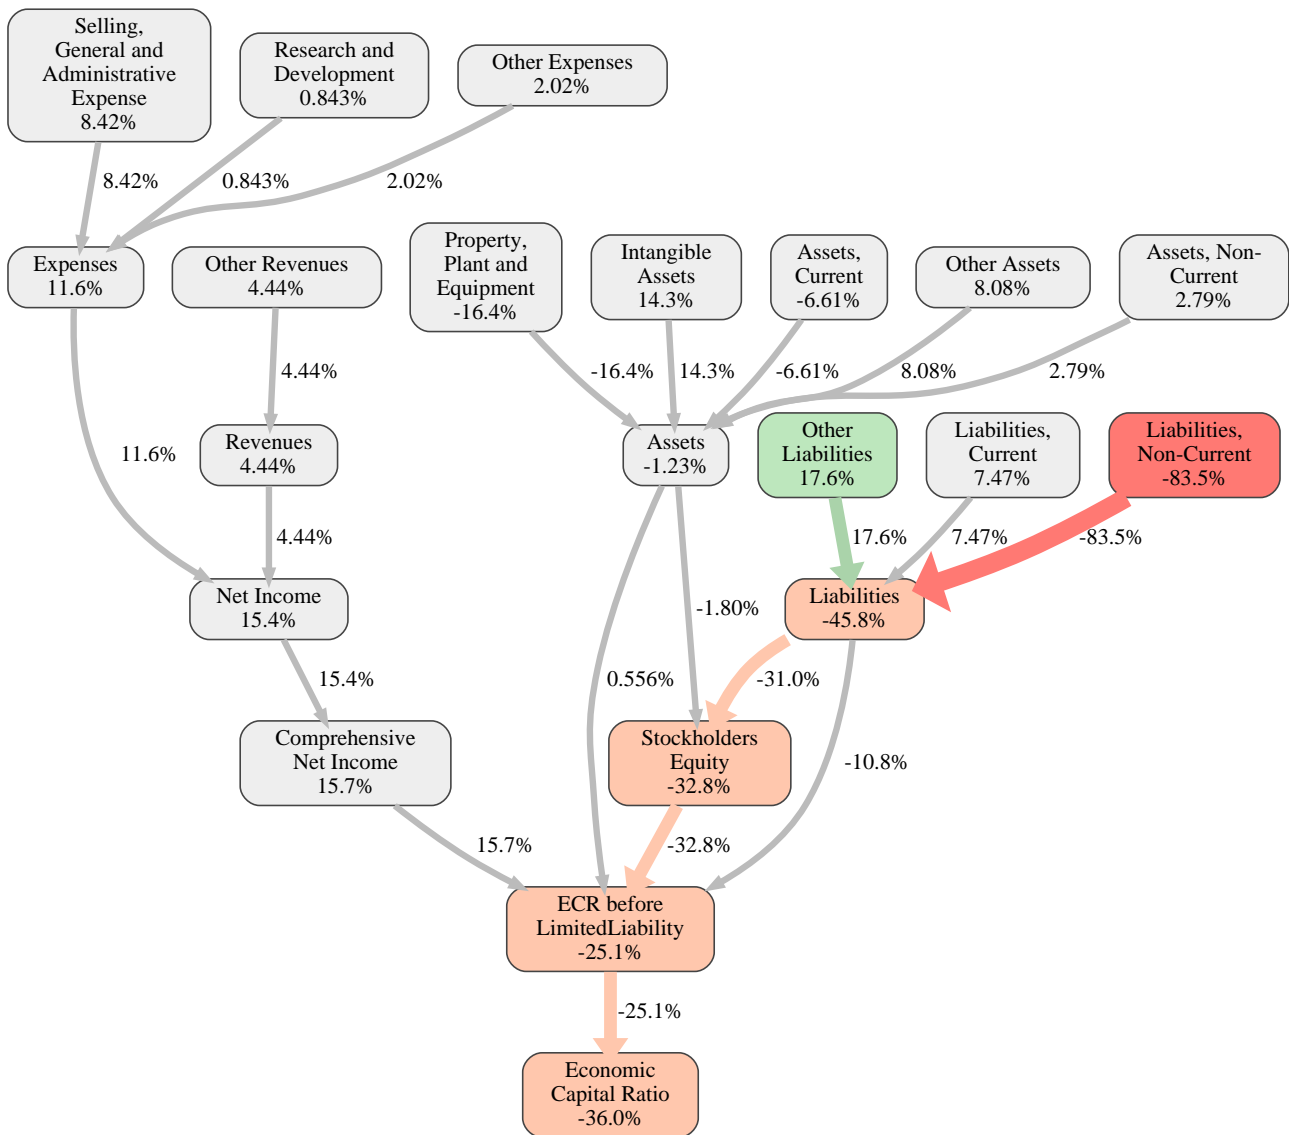 Selling,
General and
Administrative
Expense
8.42%
Research and
Development
0.843%
Other Expenses
2.02%
8.42%
0.843%
2.02%
Expenses
11.6%
Other Revenues
4.44%
Property,
Plant and
Equipment
-16.4%
Intangible
Assets
14.3%
Assets,
Current
-6.61%
Other Assets
8.08%
Assets, Non-
Current
2.79%
4.44%
-16.4%
14.3%
-6.61%
8.08%
2.79%
11.6%
Revenues
4.44%
Assets
-1.23%
Other
Liabilities
17.6%
Liabilities,
Current
7.47%
Liabilities,
Non-Current
-83.5%
4.44%
17.6%
7.47%
-83.5%
Net Income
15.4%
-1.80%
Liabilities
-45.8%
15.4%
0.556%
-31.0%
Comprehensive
Net Income
15.7%
Stockholders
Equity
-32.8%
-10.8%
15.7%
-32.8%
ECR before
LimitedLiability
-25.1%
-25.1%
Economic
Capital Ratio
-36.0%